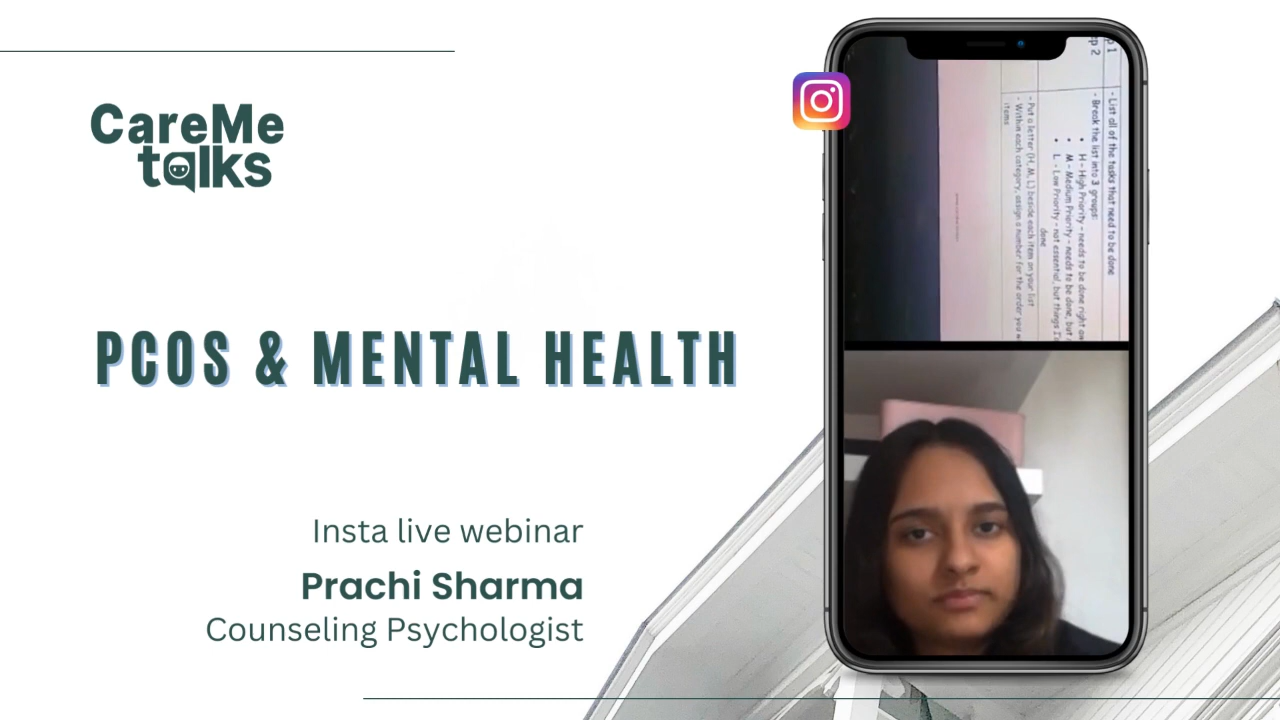 CareMe
talks
PCOS & MENTAL HEALTH
Insta live webinar
Prachi Sharma
Counseling Psychologist
p 1
- List all of the tasks that need to be done
ep 2
- Break the list into 3 groups:
• H - High Priority - needs to be done right
• M - Medium Priority - needs to be done, but
done
• L - Low Priority - not essential, but things I'
- Put a letter (H, M, L) beside each item on your list
- Within each category, assign a number for the order you
items